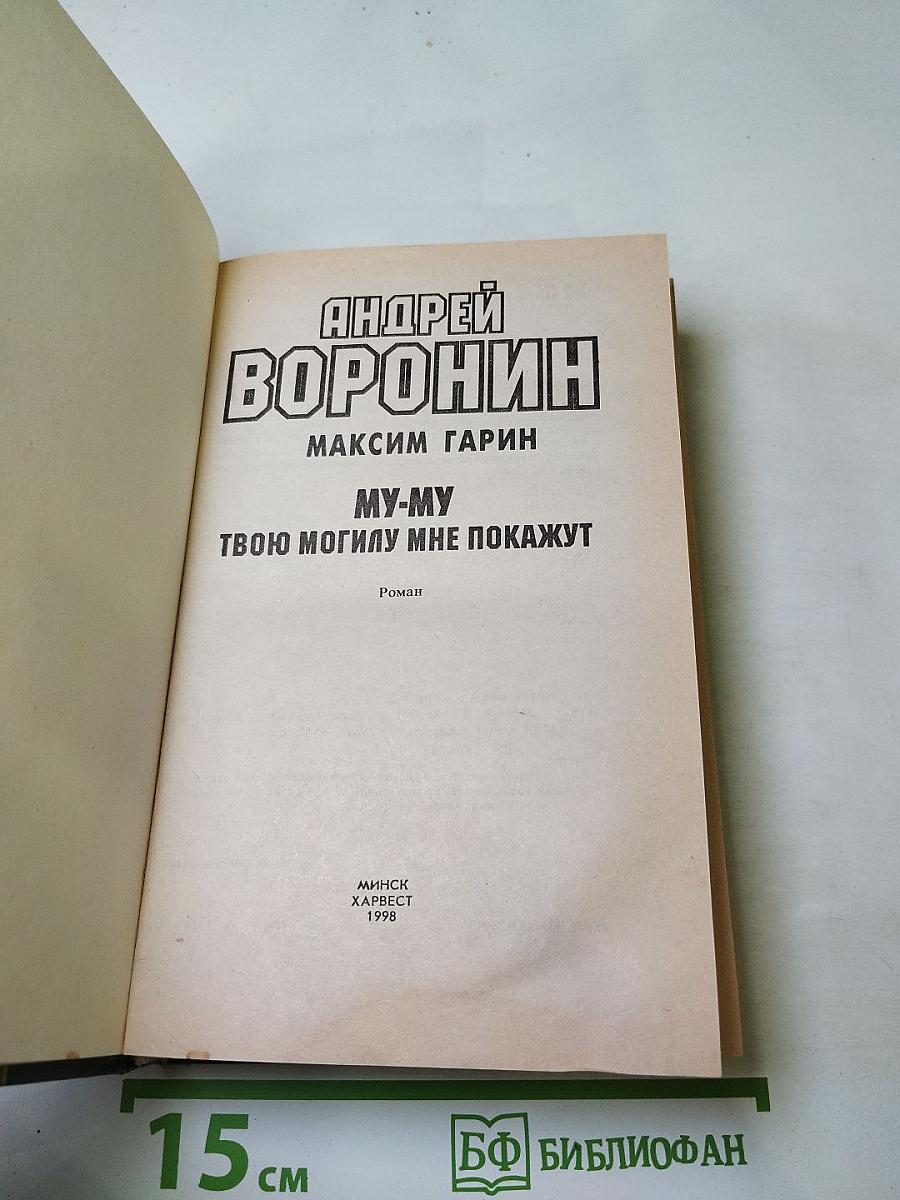 АНДРЕЙ
ВОРОНИН
МАКСИМ ГАРИН
МУ-МУ
ТВОЮ МОГИЛУ МНЕ ПОКАЖУТ
Роман
МИНСК
ХАРВЕСТ
1998
15 см
БФ БИБЛИОФАН